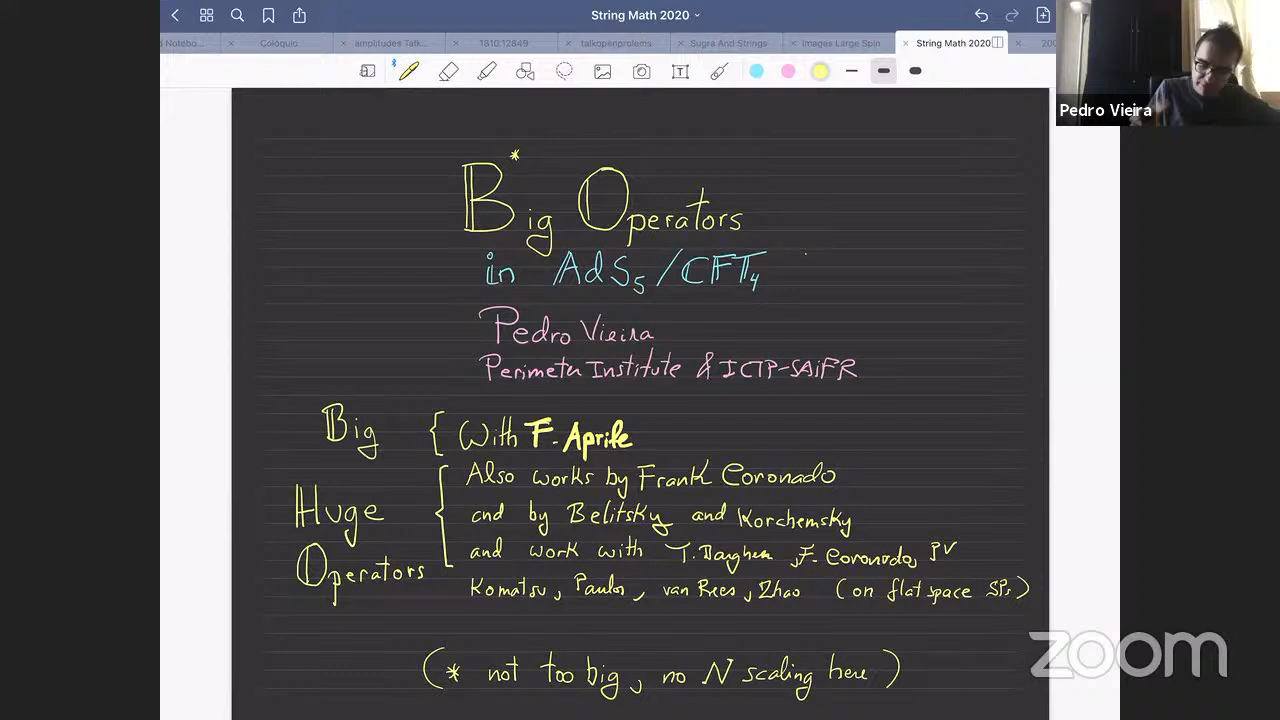 String Math 2020
Colóquio
amplitudes Talk...
1810.12849
talkopenprolems
Sugra And Strings
Images Large Spin
String Math 2020
Pedro Vieira
B*ig Operators
in AdS5/CFT4
Pedro Vieira
Perimeter Institute & ICTP-SAIFR
Big { With F. Aprile
Also works by Frank Coronado
Huge { and by Belitsky and Korchemsky
Operators and work with T. Bargheer, F. Coronado, PV
Komatsu, Paulos, van Rees, Zhao (on flat space SPs)
(* not too big, no N scaling here)
zoom